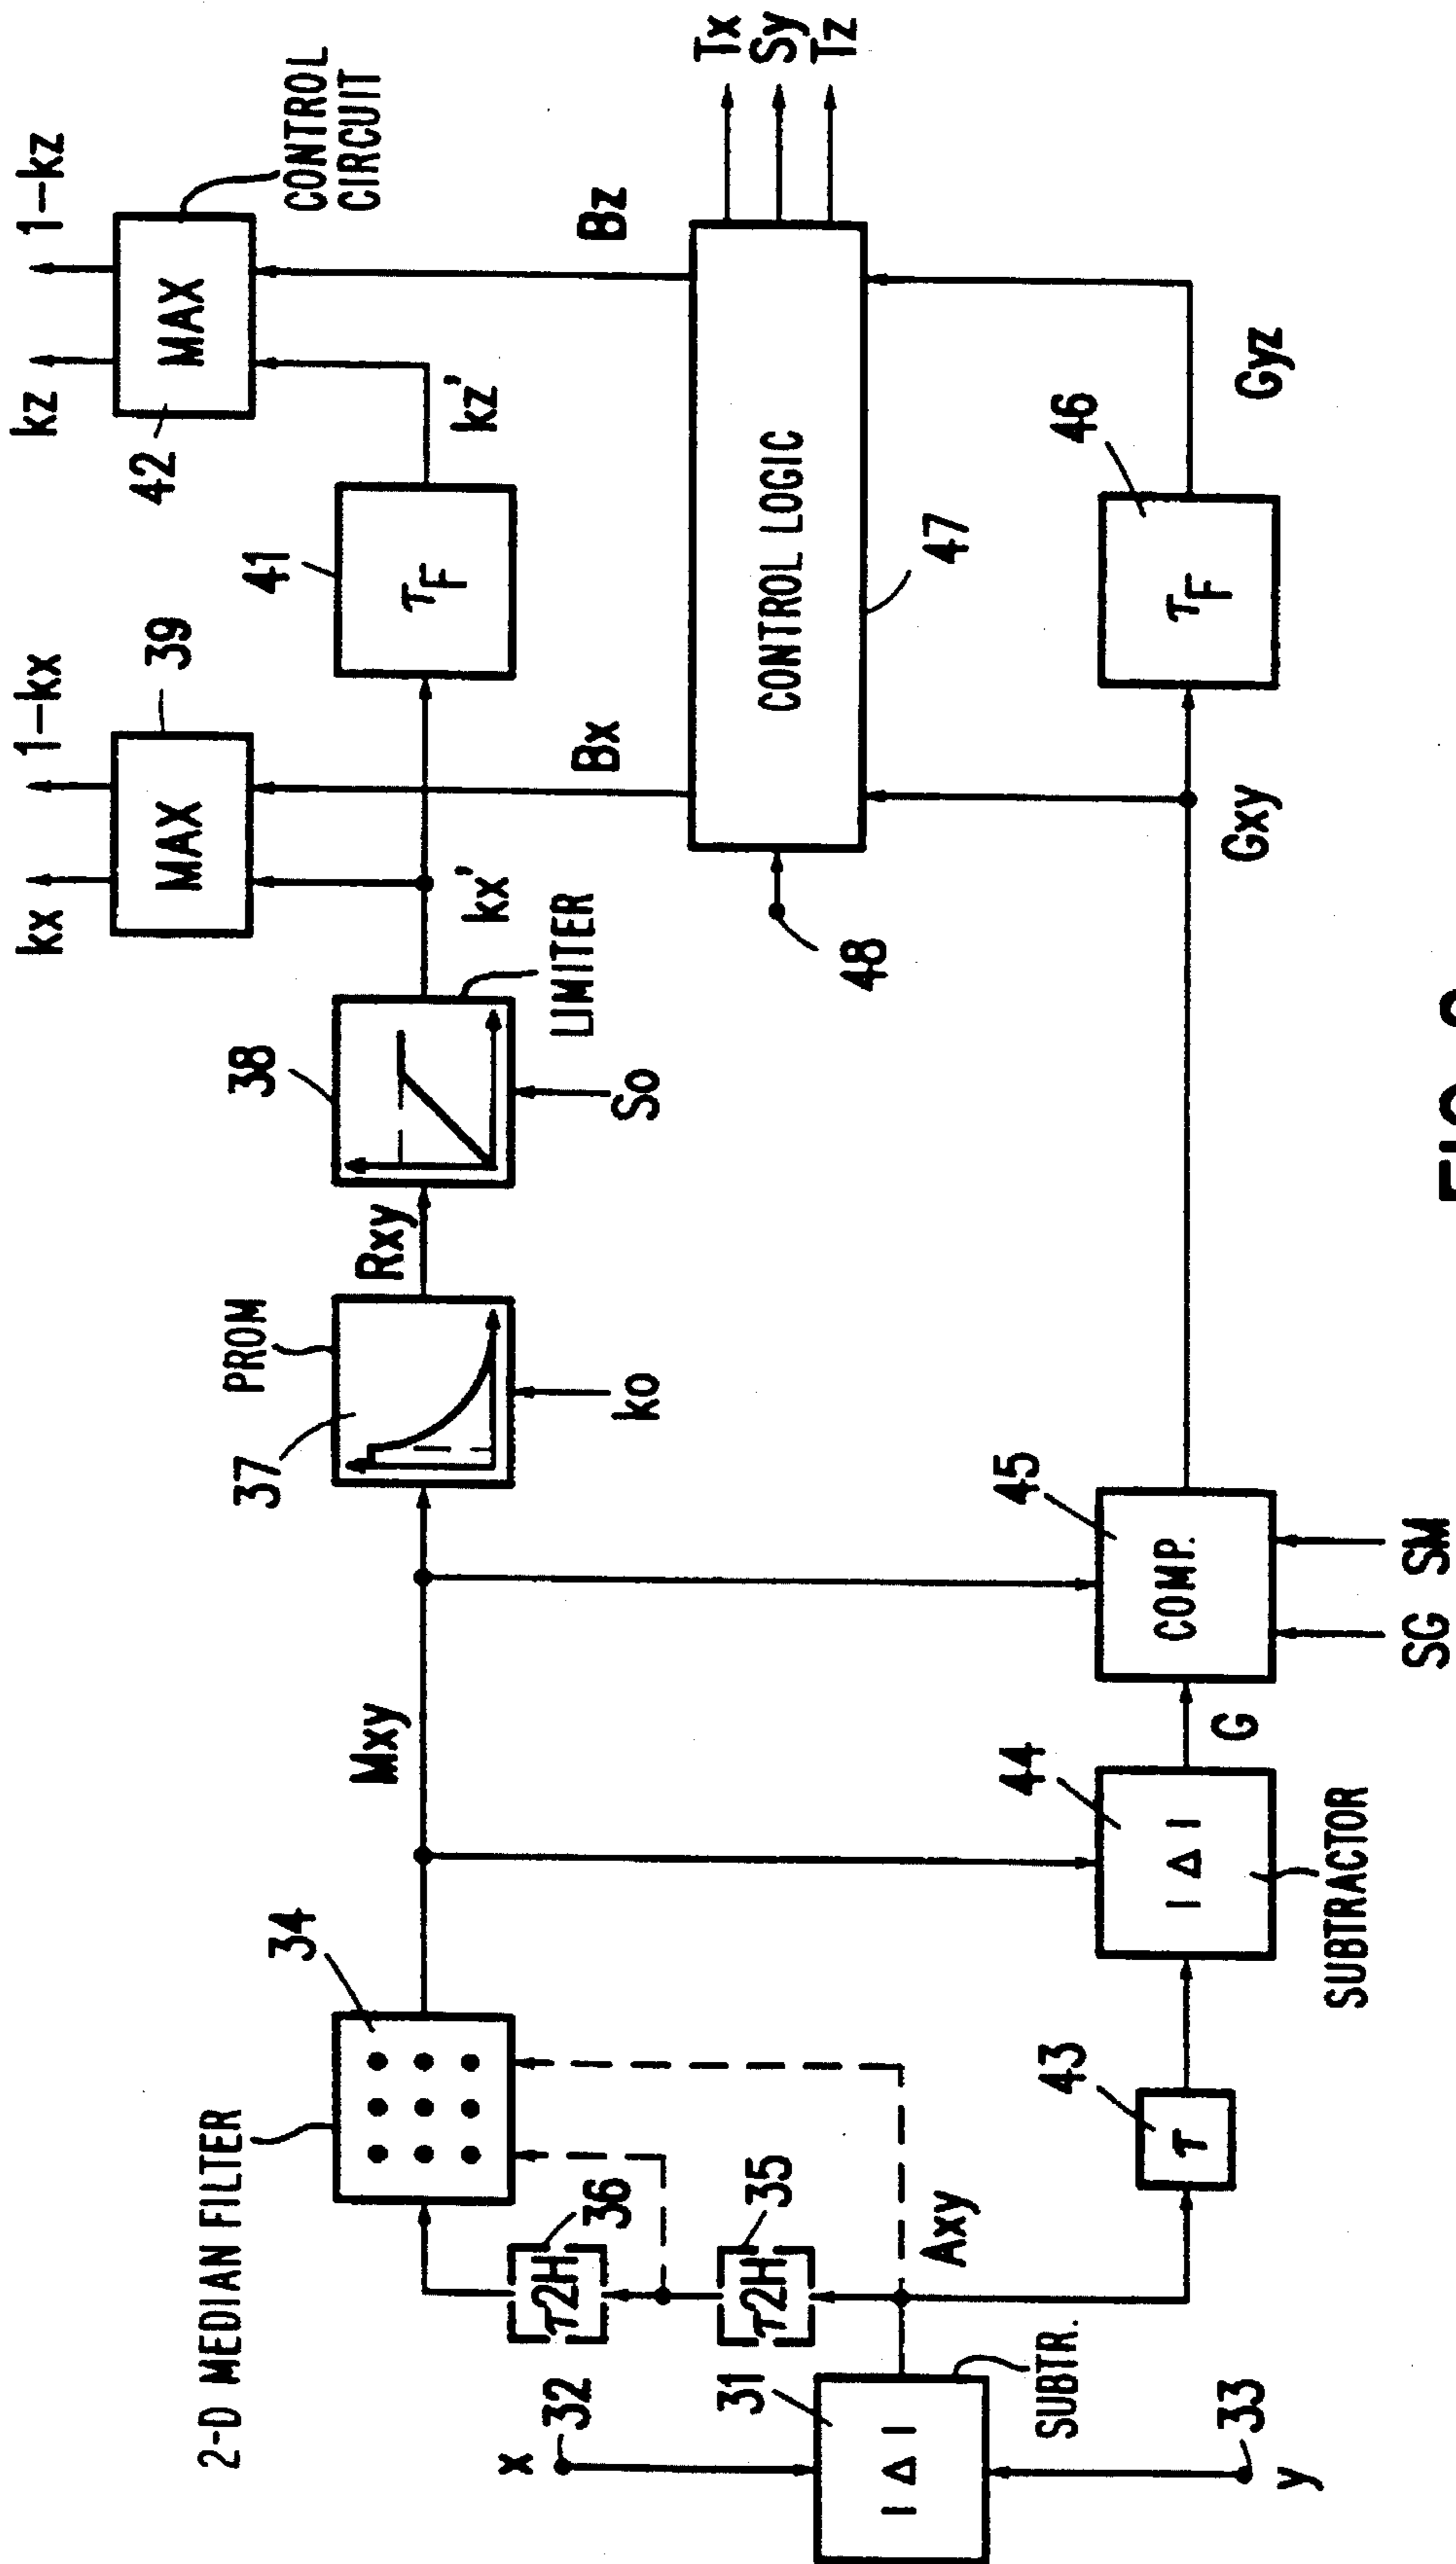 2-D MEDIAN FILTER
34
Mxy
PROM
37
Rxy
38
LIMITER
kx'
kx
1-kx
MAX
39
41
τF
kz'
kz
1-kz
MAX
42
CONTROL
CIRCUIT
ko
So
x
32
31
| Δ |
SUBTR.
33
y
τ2H
36
τ2H
35
Axy
43
τ
44
| Δ |
SUBTRACTOR
G
45
COMP.
SG
SM
Gxy
48
Bx
Bz
CONTROL LOGIC
47
Tx
Sy
Tz
46
τF
Gyz